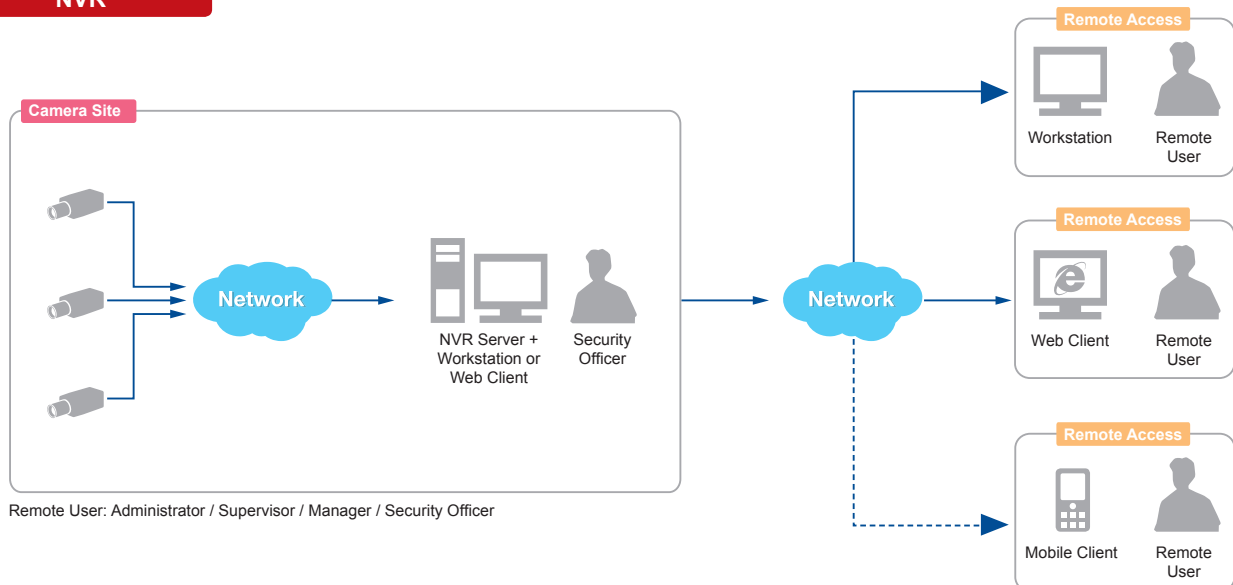 NVR
Camera Site
Network
NVR Server +
Workstation or
Web Client
Security
Officer
Remote User: Administrator / Supervisor / Manager / Security Officer
Network
Remote Access
Workstation
Remote
User
Remote Access
Web Client
Remote
User
Remote Access
Mobile Client
Remote
User